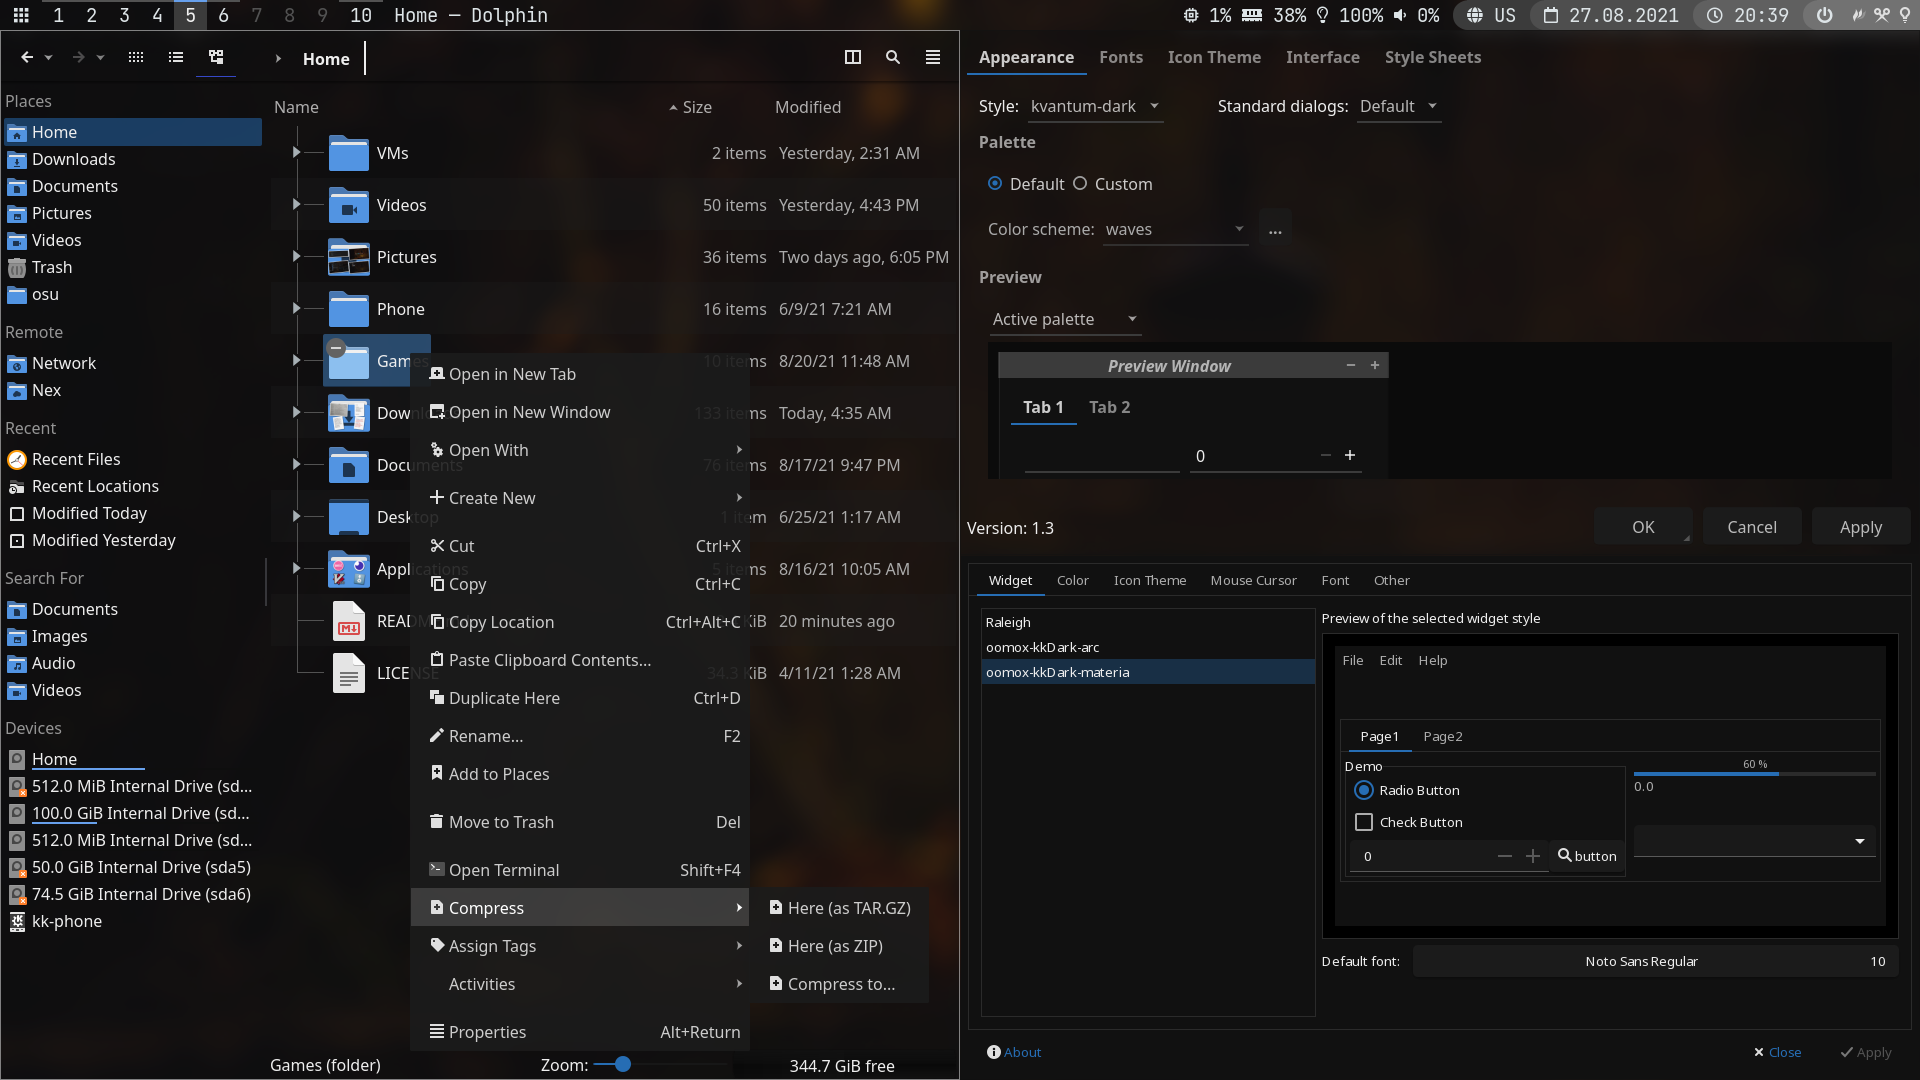 1 2 3 4 5 6 7 8 9 10 Home — Dolphin
1% 38% 100% 0% US 27.08.2021 20:39
Home
Places
Home
Downloads
Documents
Pictures
Videos
Trash
osu
Remote
Network
Nex
Recent
Recent Files
Recent Locations
Modified Today
Modified Yesterday
Search For
Documents
Images
Audio
Videos
Devices
Home
512.0 MiB Internal Drive (sd...
100.0 GiB Internal Drive (sd...
512.0 MiB Internal Drive (sd...
50.0 GiB Internal Drive (sda5)
74.5 GiB Internal Drive (sda6)
kk-phone
Name Size Modified
VMs 2 items Yesterday, 2:31 AM
Videos 50 items Yesterday, 4:43 PM
Pictures 36 items Two days ago, 6:05 PM
Phone 16 items 6/9/21 7:21 AM
Games 10 items 8/20/21 11:48 AM
Down 133 items Today, 4:35 AM
Documents 76 items 8/17/21 9:47 PM
Desktop 1 item 6/25/21 1:17 AM
Applications 5 items 8/16/21 10:05 AM
READ KiB 20 minutes ago
LICENSE 34.3 KiB 4/11/21 1:28 AM
Open in New Tab
Open in New Window
Open With
Create New
Cut Ctrl+X
Copy Ctrl+C
Copy Location Ctrl+Alt+C
Paste Clipboard Contents...
Duplicate Here Ctrl+D
Rename... F2
Add to Places
Move to Trash Del
Open Terminal Shift+F4
Compress
Assign Tags
Activities
Properties Alt+Return
Here (as TAR.GZ)
Here (as ZIP)
Compress to...
Games (folder) Zoom: 344.7 GiB free
Appearance Fonts Icon Theme Interface Style Sheets
Style: kvantum-dark Standard dialogs: Default
Palette
Default Custom
Color scheme: waves ...
Preview
Active palette
Preview Window
Tab 1 Tab 2
0
Version: 1.3 OK Cancel Apply
Widget Color Icon Theme Mouse Cursor Font Other
Raleigh
oomox-kkDark-arc
oomox-kkDark-materia
Preview of the selected widget style
File Edit Help
Page1 Page2
Demo
Radio Button
Check Button
0 button
60 %
0.0
Default font: Noto Sans Regular 10
About Close Apply